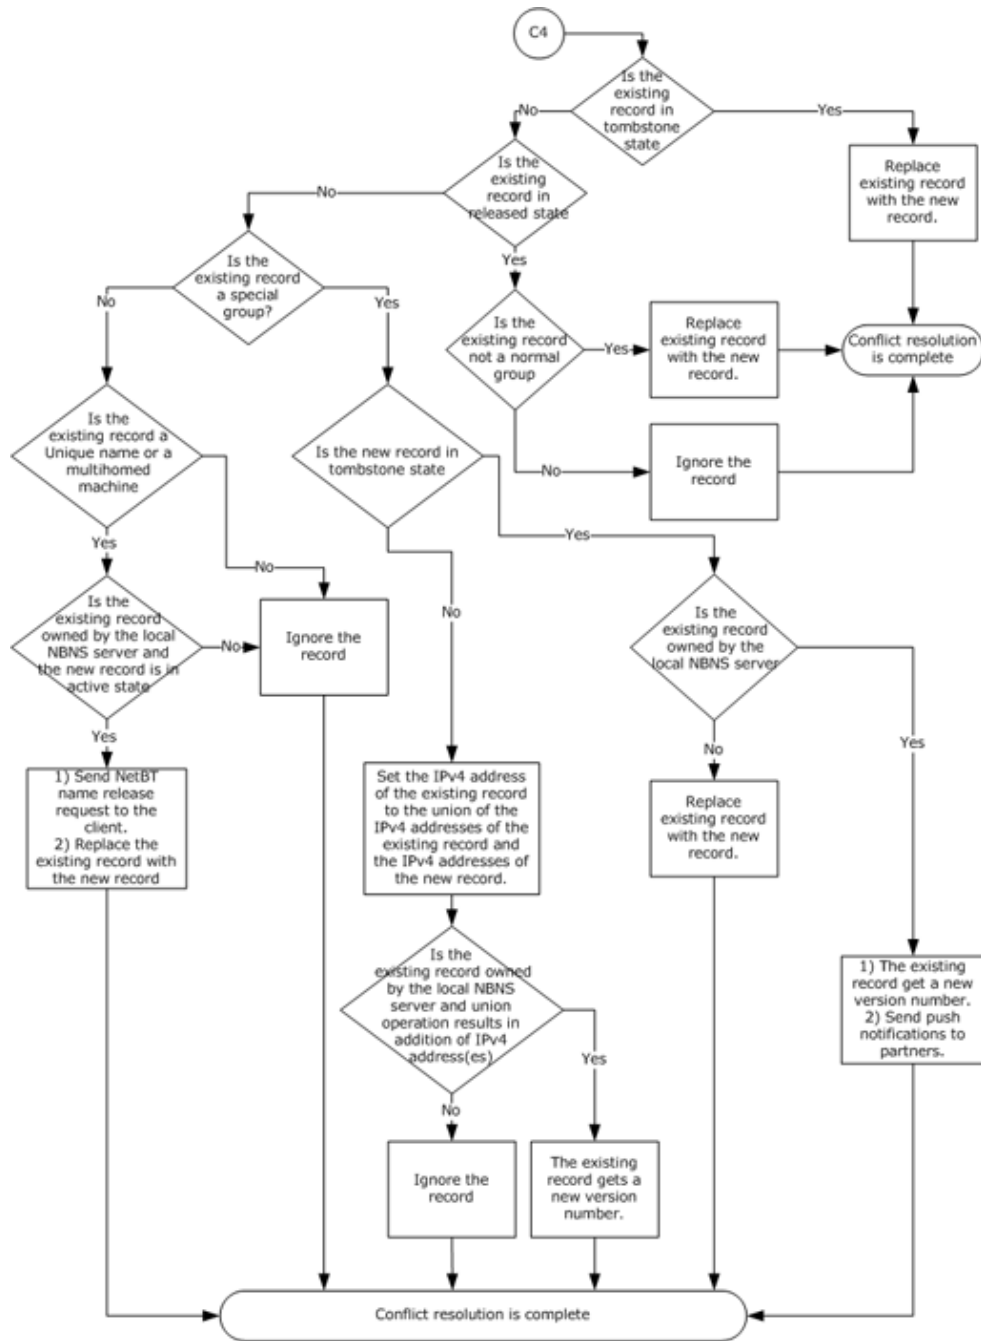 C4
Is the
existing
record in
tombstone
state
No
Yes
Is the
existing
record in
released state
Replace
existing record
with the new
record.
No
Yes
Is the
existing record
a special
group?
No
Yes
Is the
existing record
not a normal
group
Yes
Replace
existing record
with the new
record.
Conflict resolution
is complete
Is the
existing record a
Unique name or a
multihomed
machine
Is the new record in
tombstone state
No
Ignore the
record
Yes
No
Yes
Is the
existing record
owned by the local
NBNS server and
the new record is in
active state
No
Ignore the
record
No
Is the
existing record
owned by the
local NBNS server
Yes
No
Yes
1) Send NetBT
name release
request to the
client.
2) Replace the
existing record with
the new record
Set the IPv4 address
of the existing record
to the union of the
IPv4 addresses of the
existing record and
the IPv4 addresses of
the new record.
Replace
existing record
with the new
record.
Is the
existing record owned
by the local NBNS
server and union
operation results in
addition of IPv4
address(es)
1) The existing
record get a new
version number.
2) Send push
notifications to
partners.
No
Yes
Ignore the
record
The existing
record gets a
new version
number.
Conflict resolution is complete